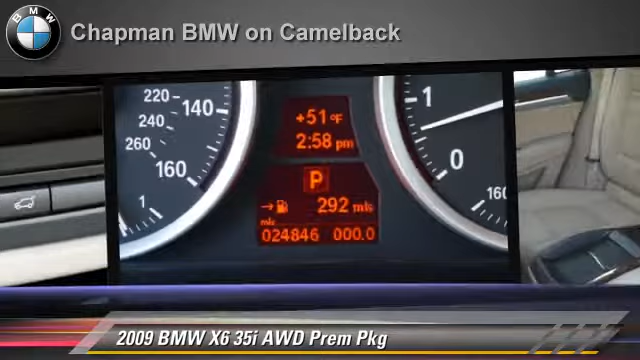 BMW
Chapman BMW on Camelback
220
140
240
260
160
1
+51 °F
2:58 pm
P
292 mls
mls
024846 000.0
1
0
160
2009 BMW X6 35i AWD Prem Pkg